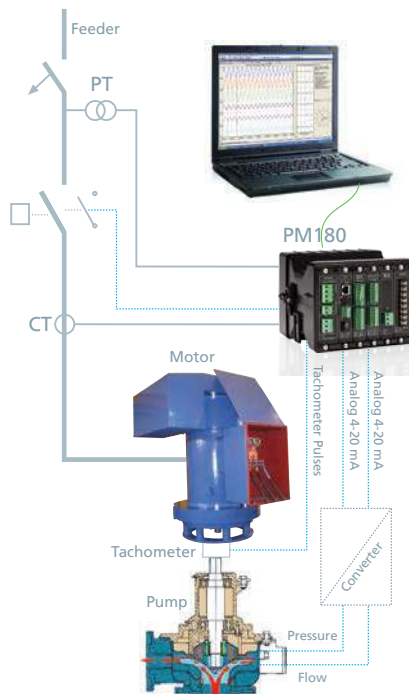 Feeder
PT
PM180
CT
Motor
Tachometer Pulses
Analog 4-20 mA
Analog 4-20 mA
Tachometer
Converter
Pump
Pressure
Flow